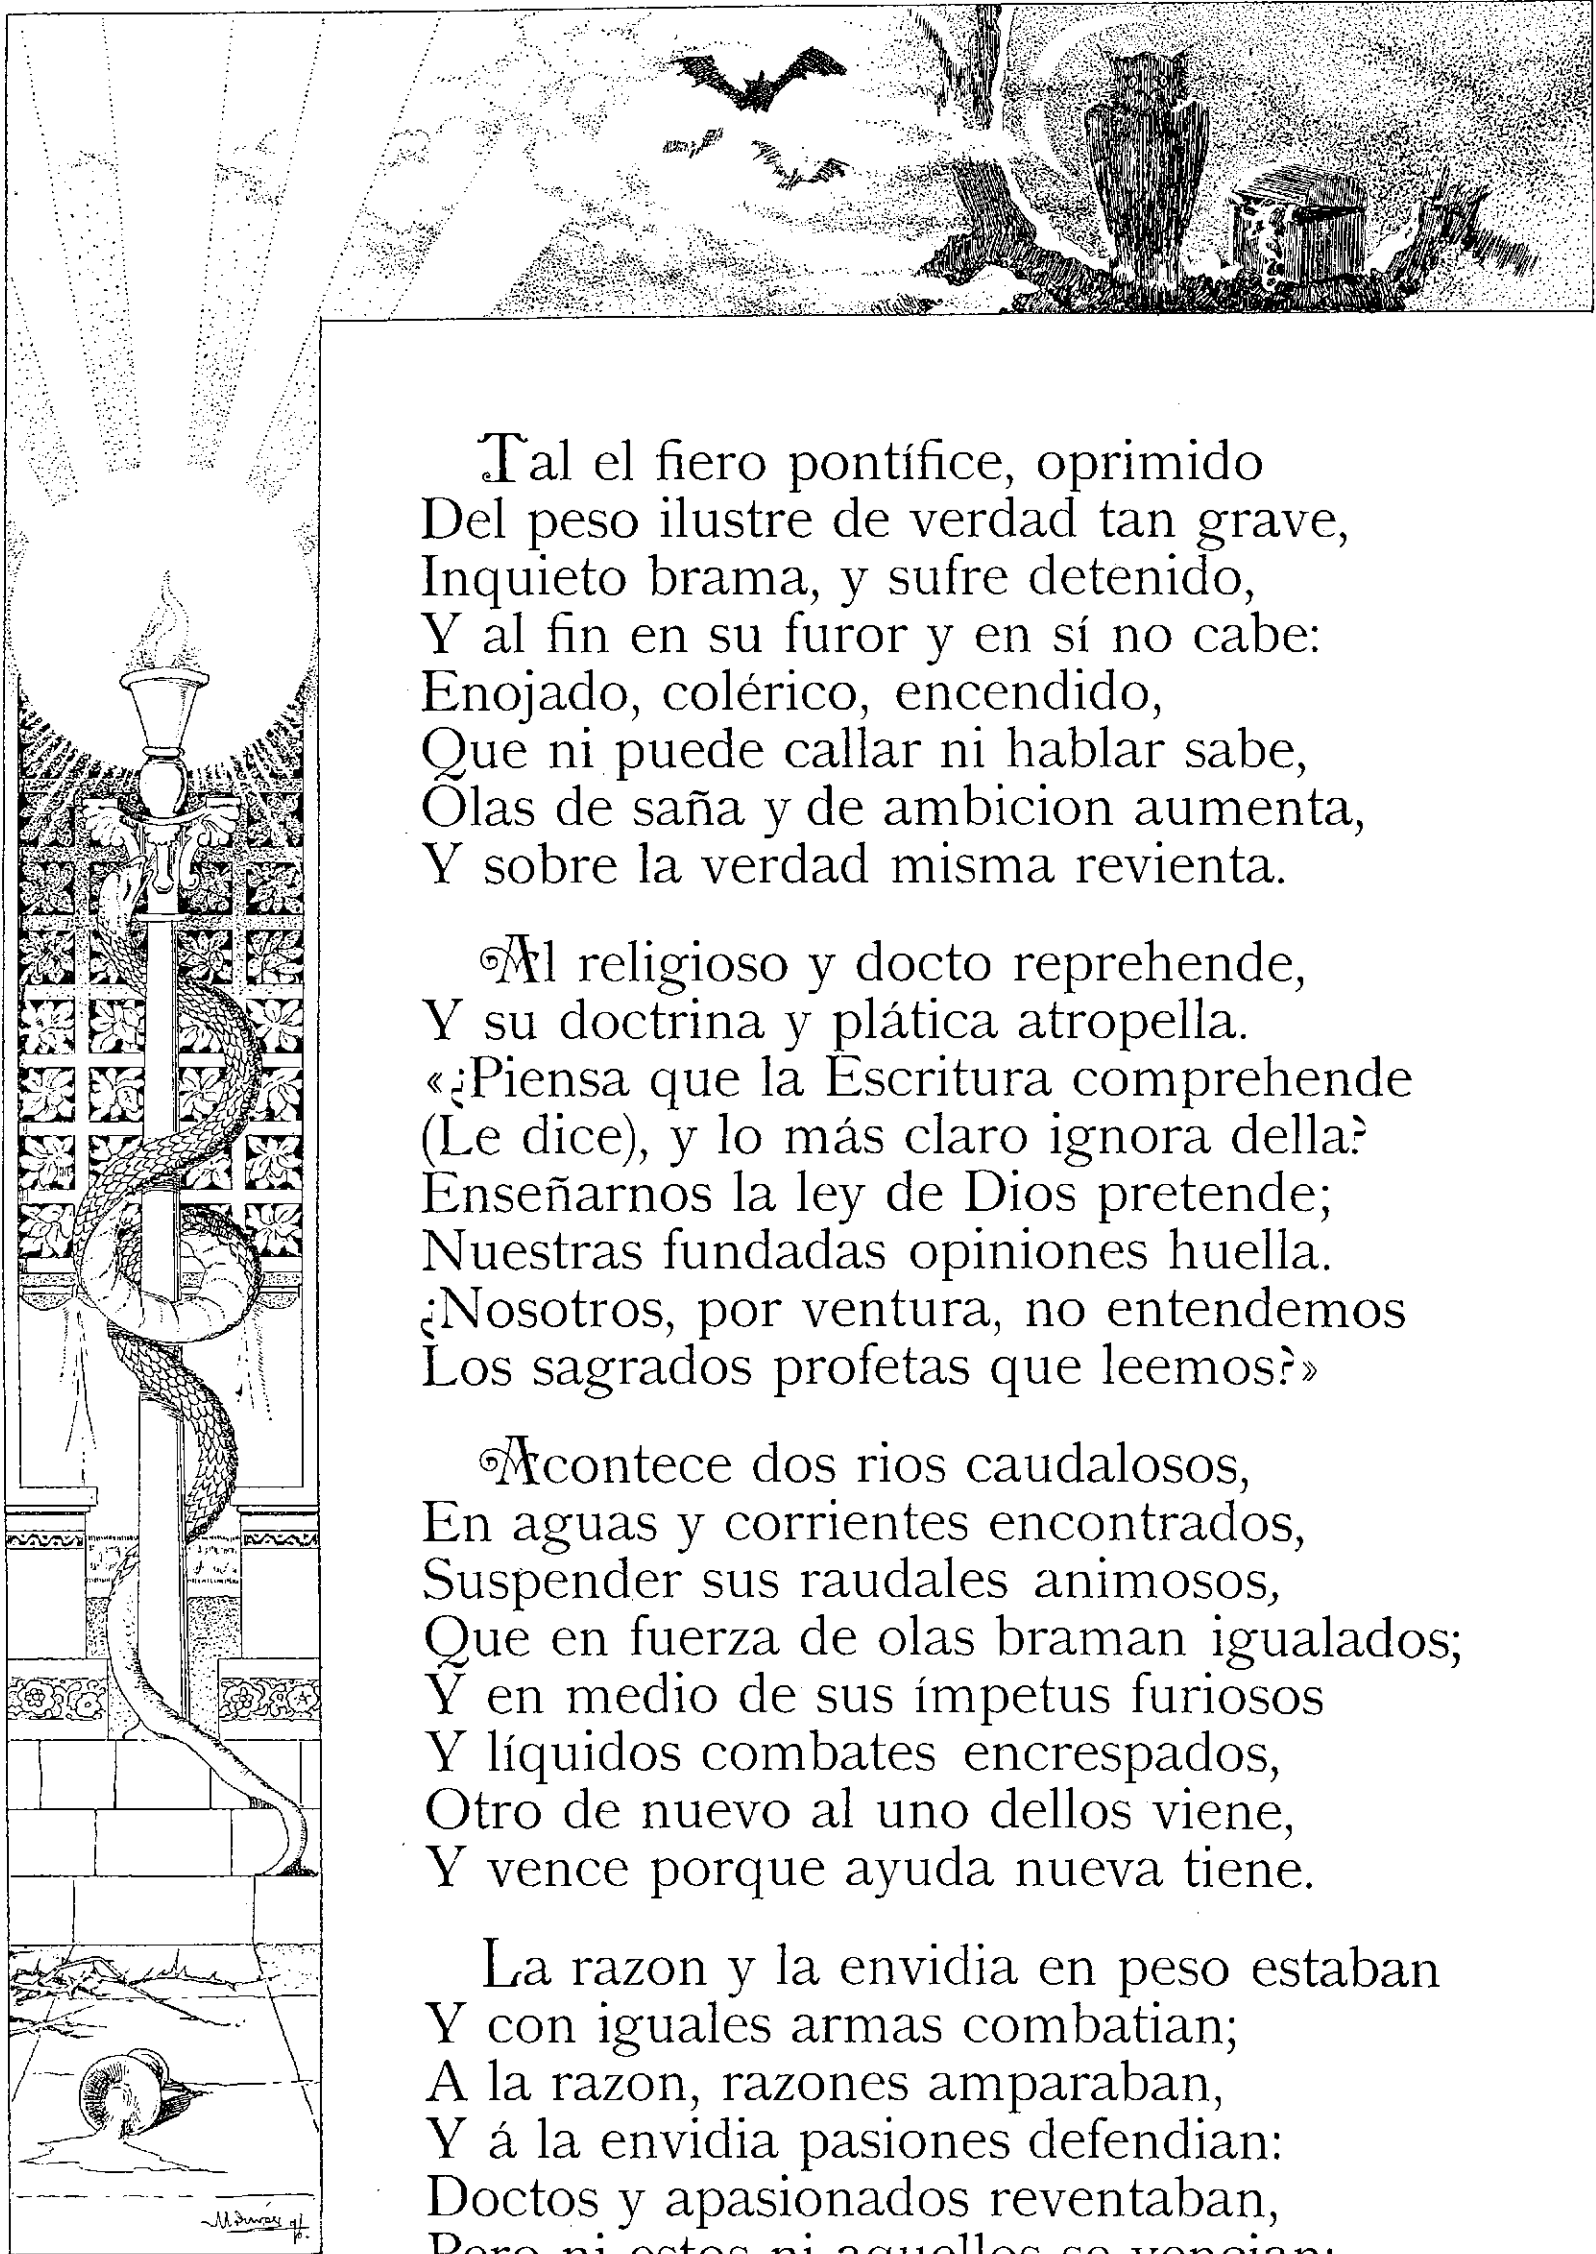 Tal el fiero pontífice, oprimido
Del peso ilustre de verdad tan grave,
Inquieto brama, y sufre detenido,
Y al fin en su furor y en sí no cabe:
Enojado, colérico, encendido,
Que ni puede callar ni hablar sabe,
Olas de saña y de ambicion aumenta,
Y sobre la verdad misma revienta.
Al religioso y docto reprehende,
Y su doctrina y plática atropella.
«¿Piensa que la Escritura comprehende
(Le dice), y lo más claro ignora della?
Enseñarnos la ley de Dios pretende;
Nuestras fundadas opiniones huella.
¿Nosotros, por ventura, no entendemos
Los sagrados profetas que leemos?»
Acontece dos rios caudalosos,
En aguas y corrientes encontrados,
Suspender sus raudales animosos,
Que en fuerza de olas braman igualados;
Y en medio de sus ímpetus furiosos
Y líquidos combates encrespados,
Otro de nuevo al uno dellos viene,
Y vence porque ayuda nueva tiene.
La razon y la envidia en peso estaban
Y con iguales armas combatian;
A la razon, razones amparaban,
Y á la envidia pasiones defendian:
Doctos y apasionados reventaban,
Pero ni estos ni aquellos se vencian: